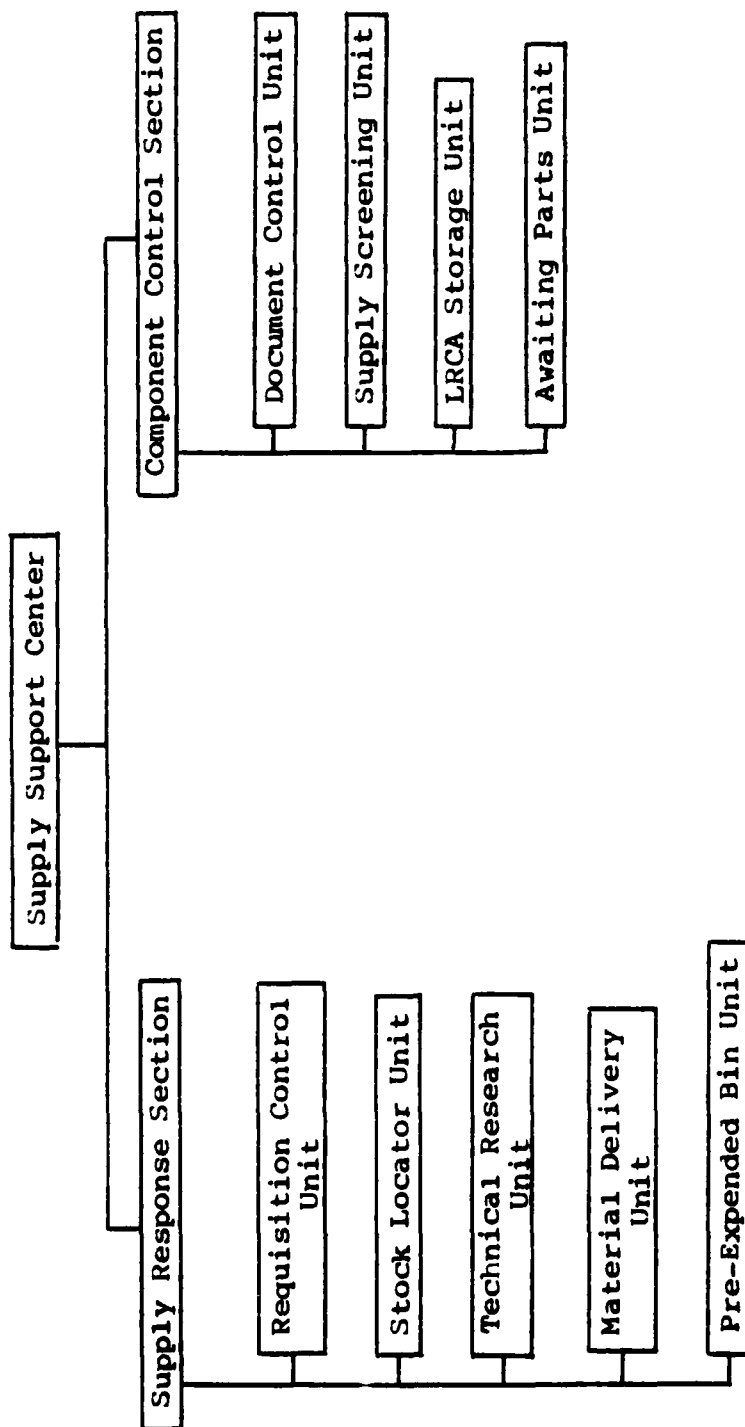 Supply Support Center
Supply Response Section
Requisition Control
Unit
Stock Locator Unit
Technical Research
Unit
Material Delivery
Unit
Pre-Expended Bin Unit
Component Control Section
Document Control Unit
Supply Screening Unit
LRCA Storage Unit
Awaiting Parts Unit